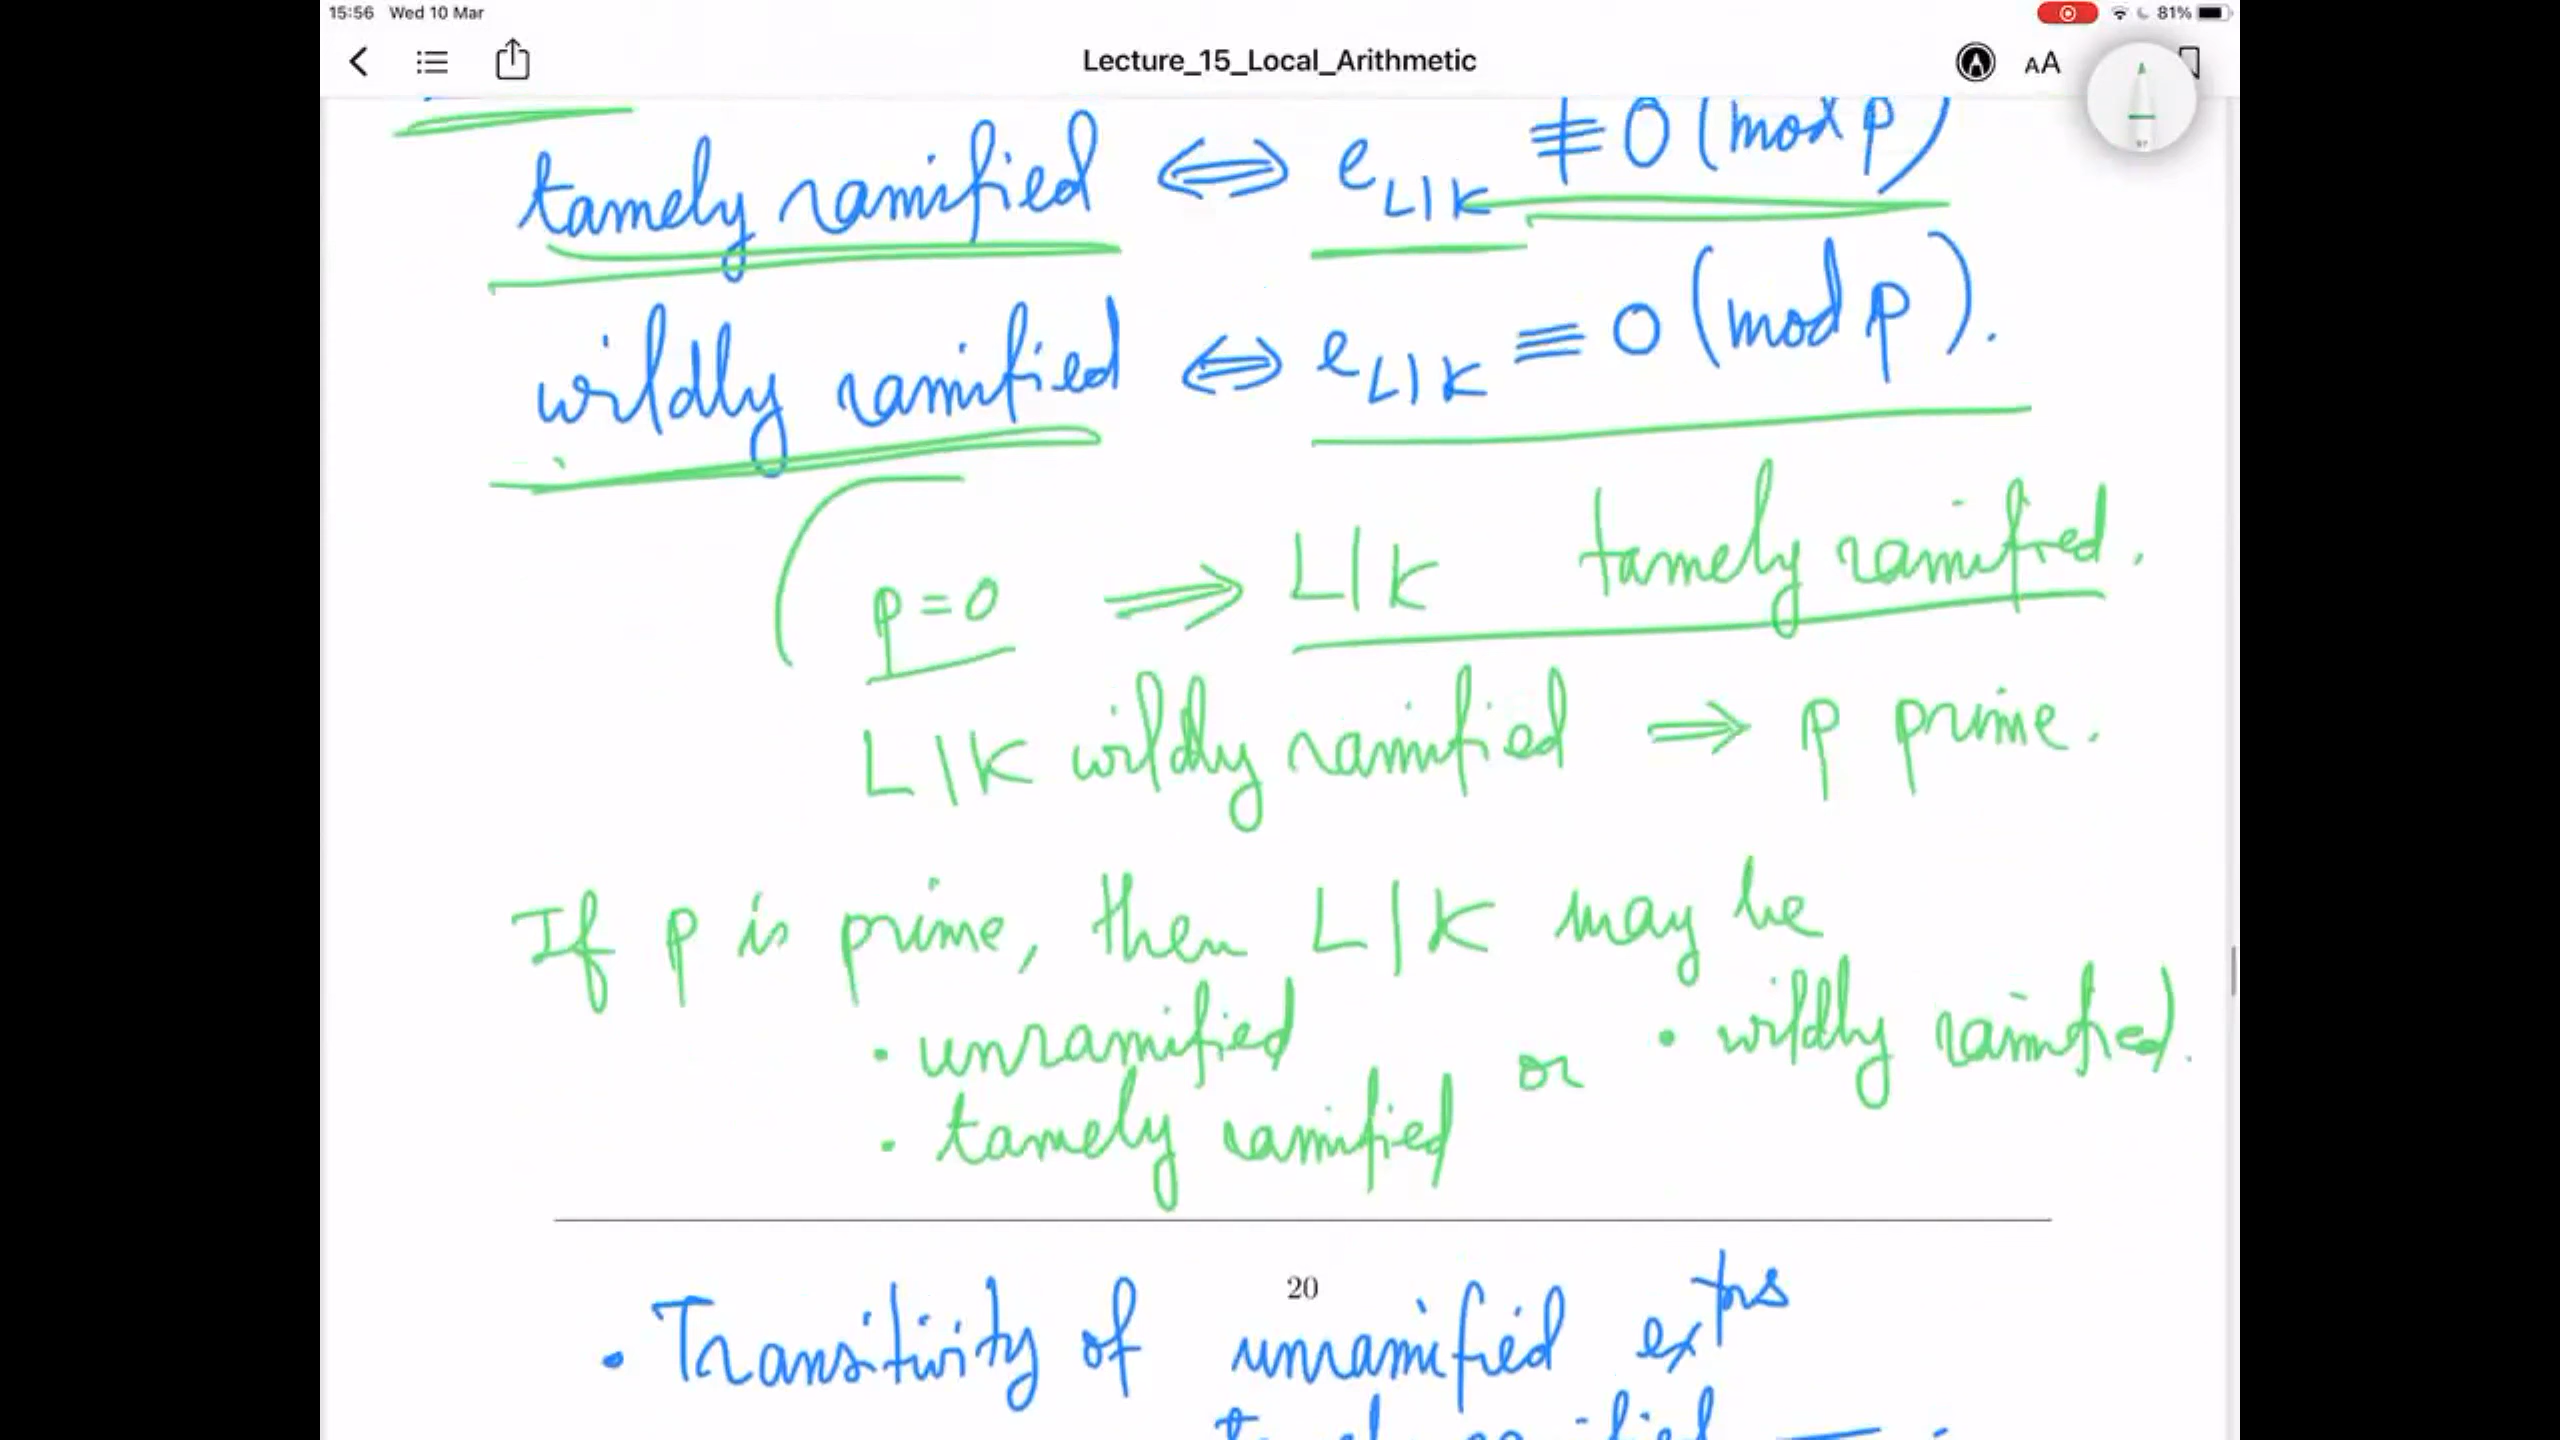 15:56 Wed 10 Mar 81%
Lecture_15_Local_Arithmetic AA
tamely ramified ⟺ e_{L|K} ≢ 0 (mod p)
wildly ramified ⟺ e_{L|K} ≡ 0 (mod p).
p = 0 ⟹ L|K tamely ramified.
L|K wildly ramified ⟹ p prime.
If p is prime, then L|K may be
• unramified
or • wildly ramified.
• tamely ramified
20
• Transitivity of unramified extns